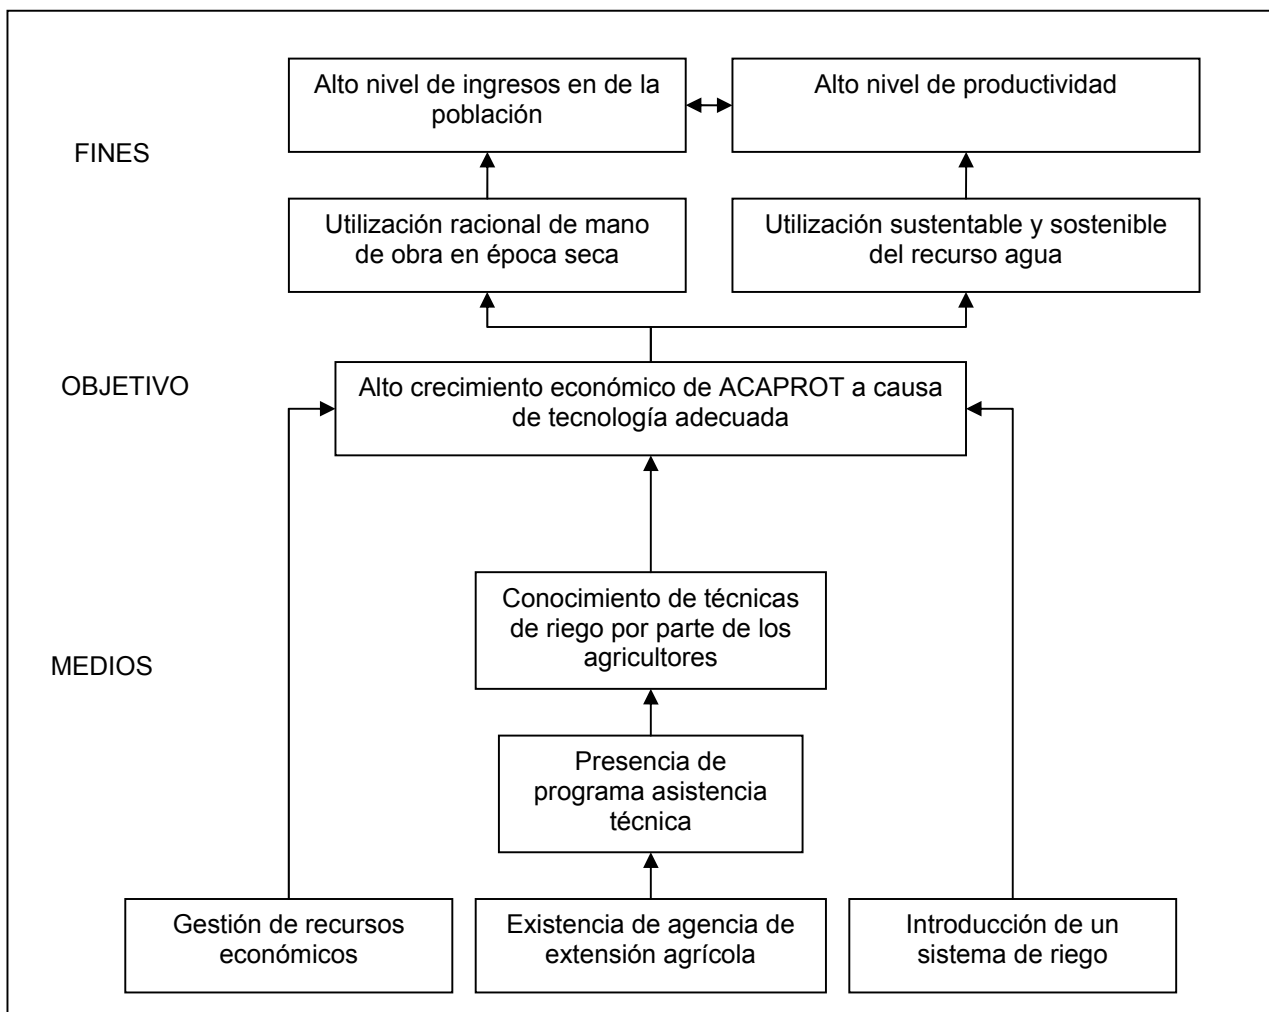 Alto nivel de ingresos en de la
población
Alto nivel de productividad
FINES
Utilización racional de mano
de obra en época seca
Utilización sustentable y sostenible
del recurso agua
OBJETIVO
Alto crecimiento económico de ACAPROT a causa
de tecnología adecuada
Conocimiento de técnicas
de riego por parte de los
agricultores
MEDIOS
Presencia de
programa asistencia
técnica
Gestión de recursos
económicos
Existencia de agencia de
extensión agrícola
Introducción de un
sistema de riego